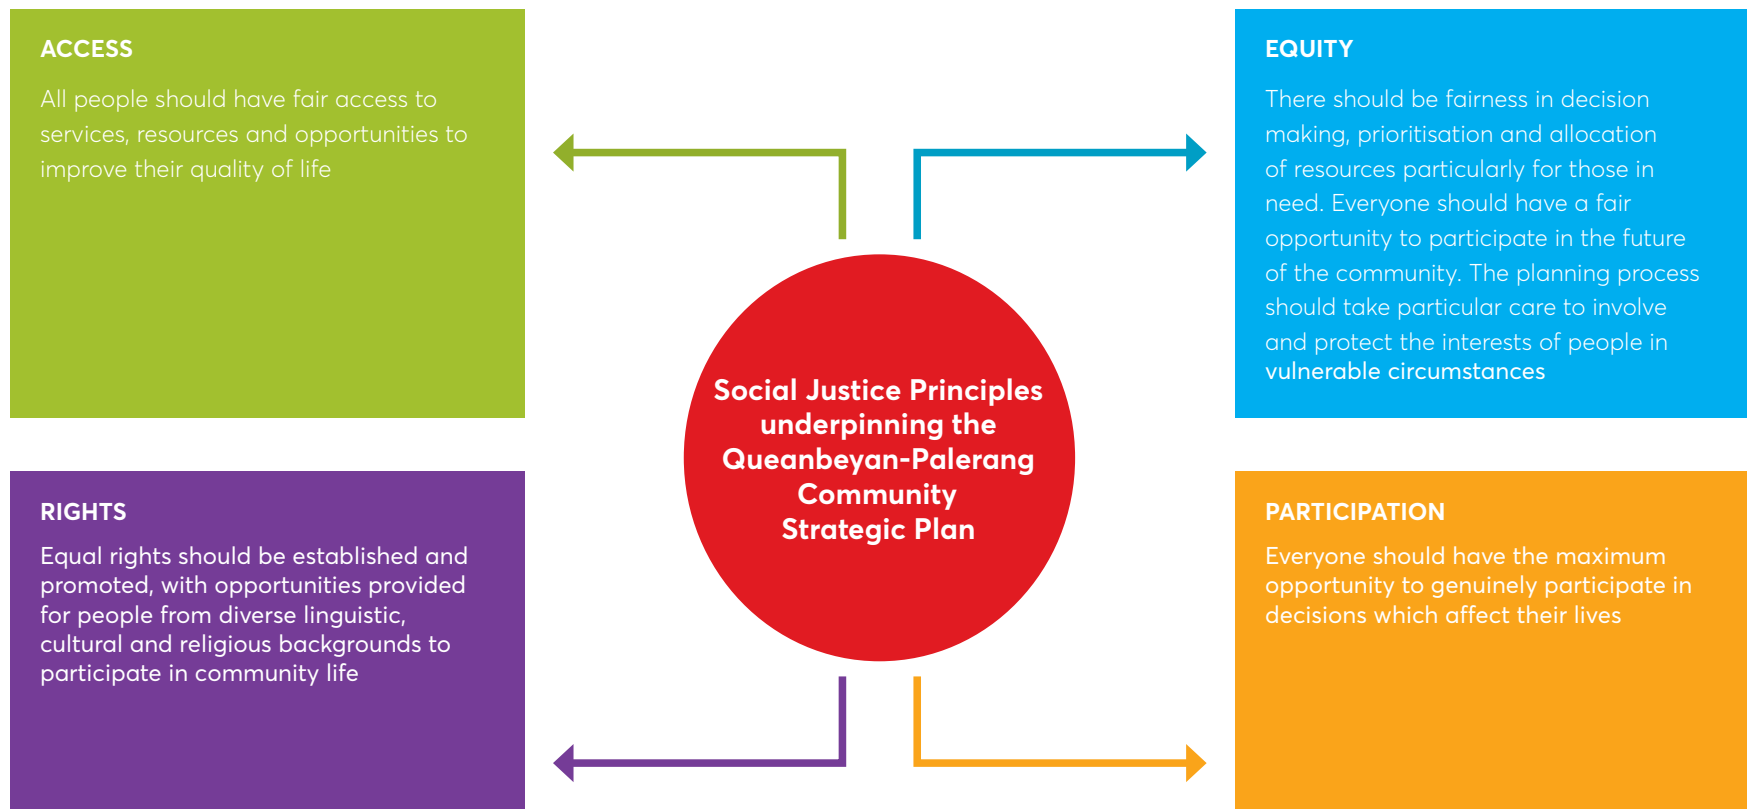 ACCESS
All people should have fair access to
services, resources and opportunities to
improve their quality of life
EQUITY
There should be fairness in decision
making, prioritisation and allocation
of resources particularly for those in
need. Everyone should have a fair
opportunity to participate in the future
of the community. The planning process
should take particular care to involve
and protect the interests of people in
vulnerable circumstances
Social Justice Principles
underpinning the
Queanbeyan-Palerang
Community
Strategic Plan
RIGHTS
Equal rights should be established and
promoted, with opportunities provided
for people from diverse linguistic,
cultural and religious backgrounds to
participate in community life
PARTICIPATION
Everyone should have the maximum
opportunity to genuinely participate in
decisions which affect their lives